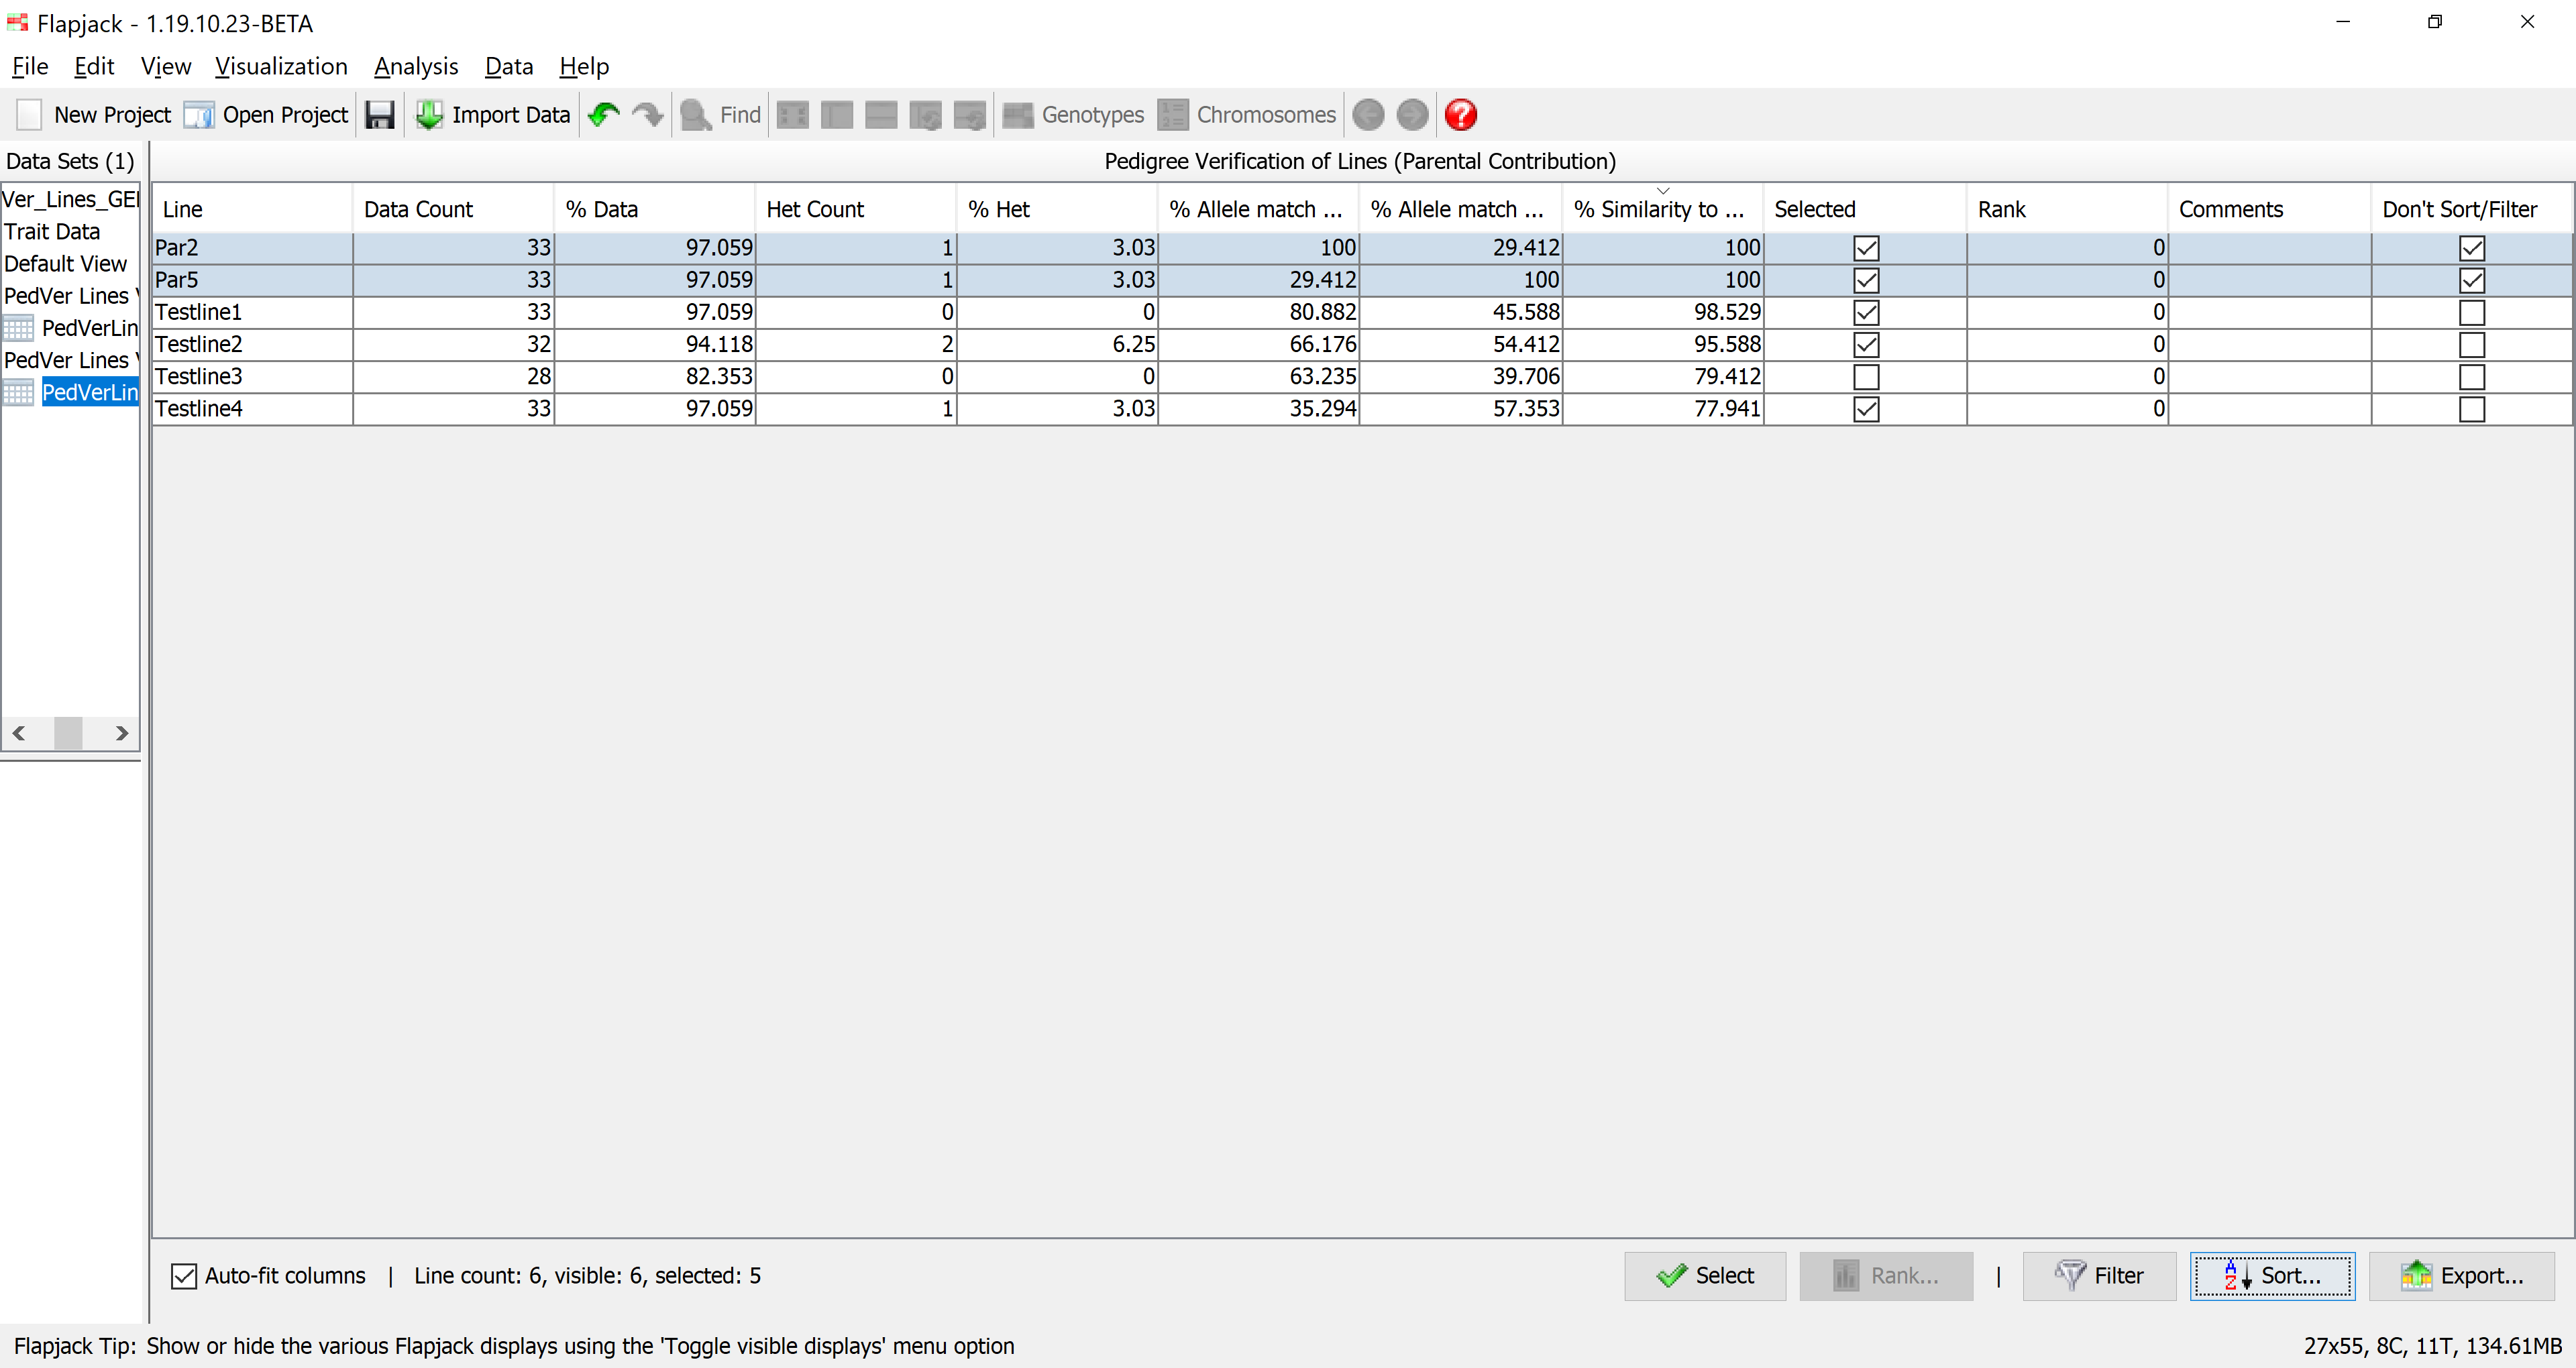 Flapjack - 1.19.10.23-BETA
File Edit View Visualization Analysis Data Help
New Project Open Project Import Data Find Genotypes Chromosomes
Data Sets (1)
Ver_Lines_GE
Trait Data
Default View
PedVer Lines
PedVerLin
PedVer Lines
PedVerLin
Pedigree Verification of Lines (Parental Contribution)
Line Data Count % Data Het Count % Het % Allele match ... % Allele match ... % Similarity to ... Selected Rank Comments Don't Sort/Filter
Par2 33 97.059 1 3.03 100 29.412 100 0
Par5 33 97.059 1 3.03 29.412 100 100 0
Testline1 33 97.059 0 0 80.882 45.588 98.529 0
Testline2 32 94.118 2 6.25 66.176 54.412 95.588 0
Testline3 28 82.353 0 0 63.235 39.706 79.412 0
Testline4 33 97.059 1 3.03 35.294 57.353 77.941 0
Auto-fit columns | Line count: 6, visible: 6, selected: 5 Select Rank... | Filter Sort... Export...
Flapjack Tip: Show or hide the various Flapjack displays using the 'Toggle visible displays' menu option 27x55, 8C, 11T, 134.61MB